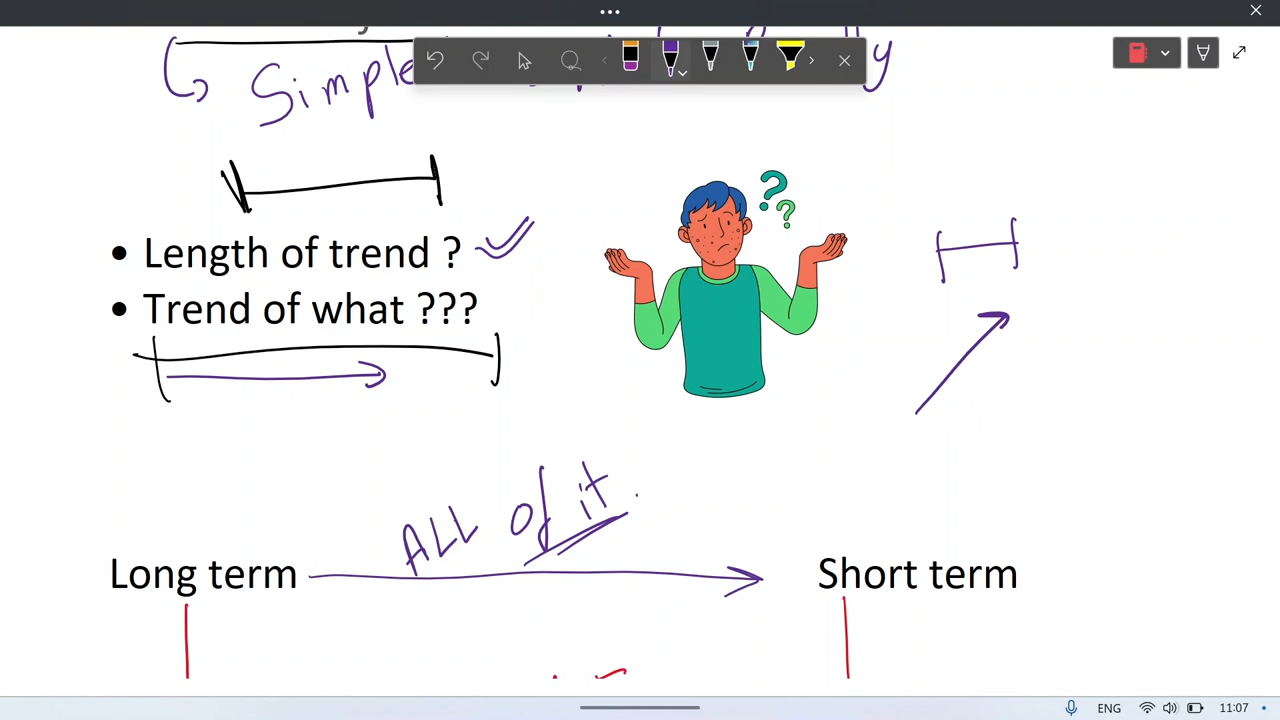 Simple
• Length of trend ?
• Trend of what ???
ALL of it.
Long term
Short term
ENG
11:07